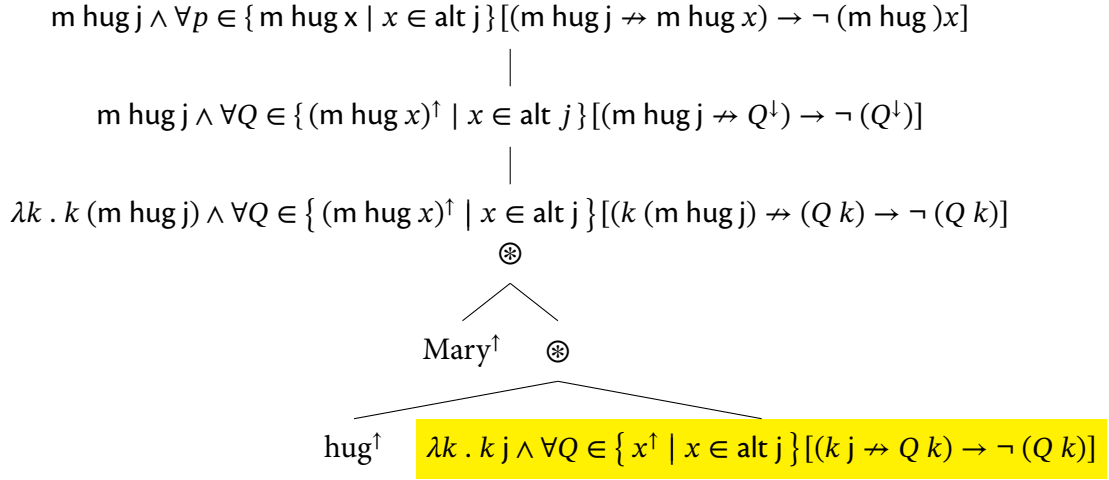 m hug j ∧ ∀p ∈ { m hug x | x ∈ alt j } [(m hug j ↛ m hug x) → ¬ (m hug )x]
m hug j ∧ ∀Q ∈ { (m hug x)↑ | x ∈ alt j } [(m hug j ↛ Q↓) → ¬ (Q↓)]
λk . k (m hug j) ∧ ∀Q ∈ { (m hug x)↑ | x ∈ alt j } [(k (m hug j) ↛ (Q k) → ¬ (Q k)]
⊛
Mary↑ ⊛
hug↑ λk . k j ∧ ∀Q ∈ { x↑ | x ∈ alt j } [(k j ↛ Q k) → ¬ (Q k)]